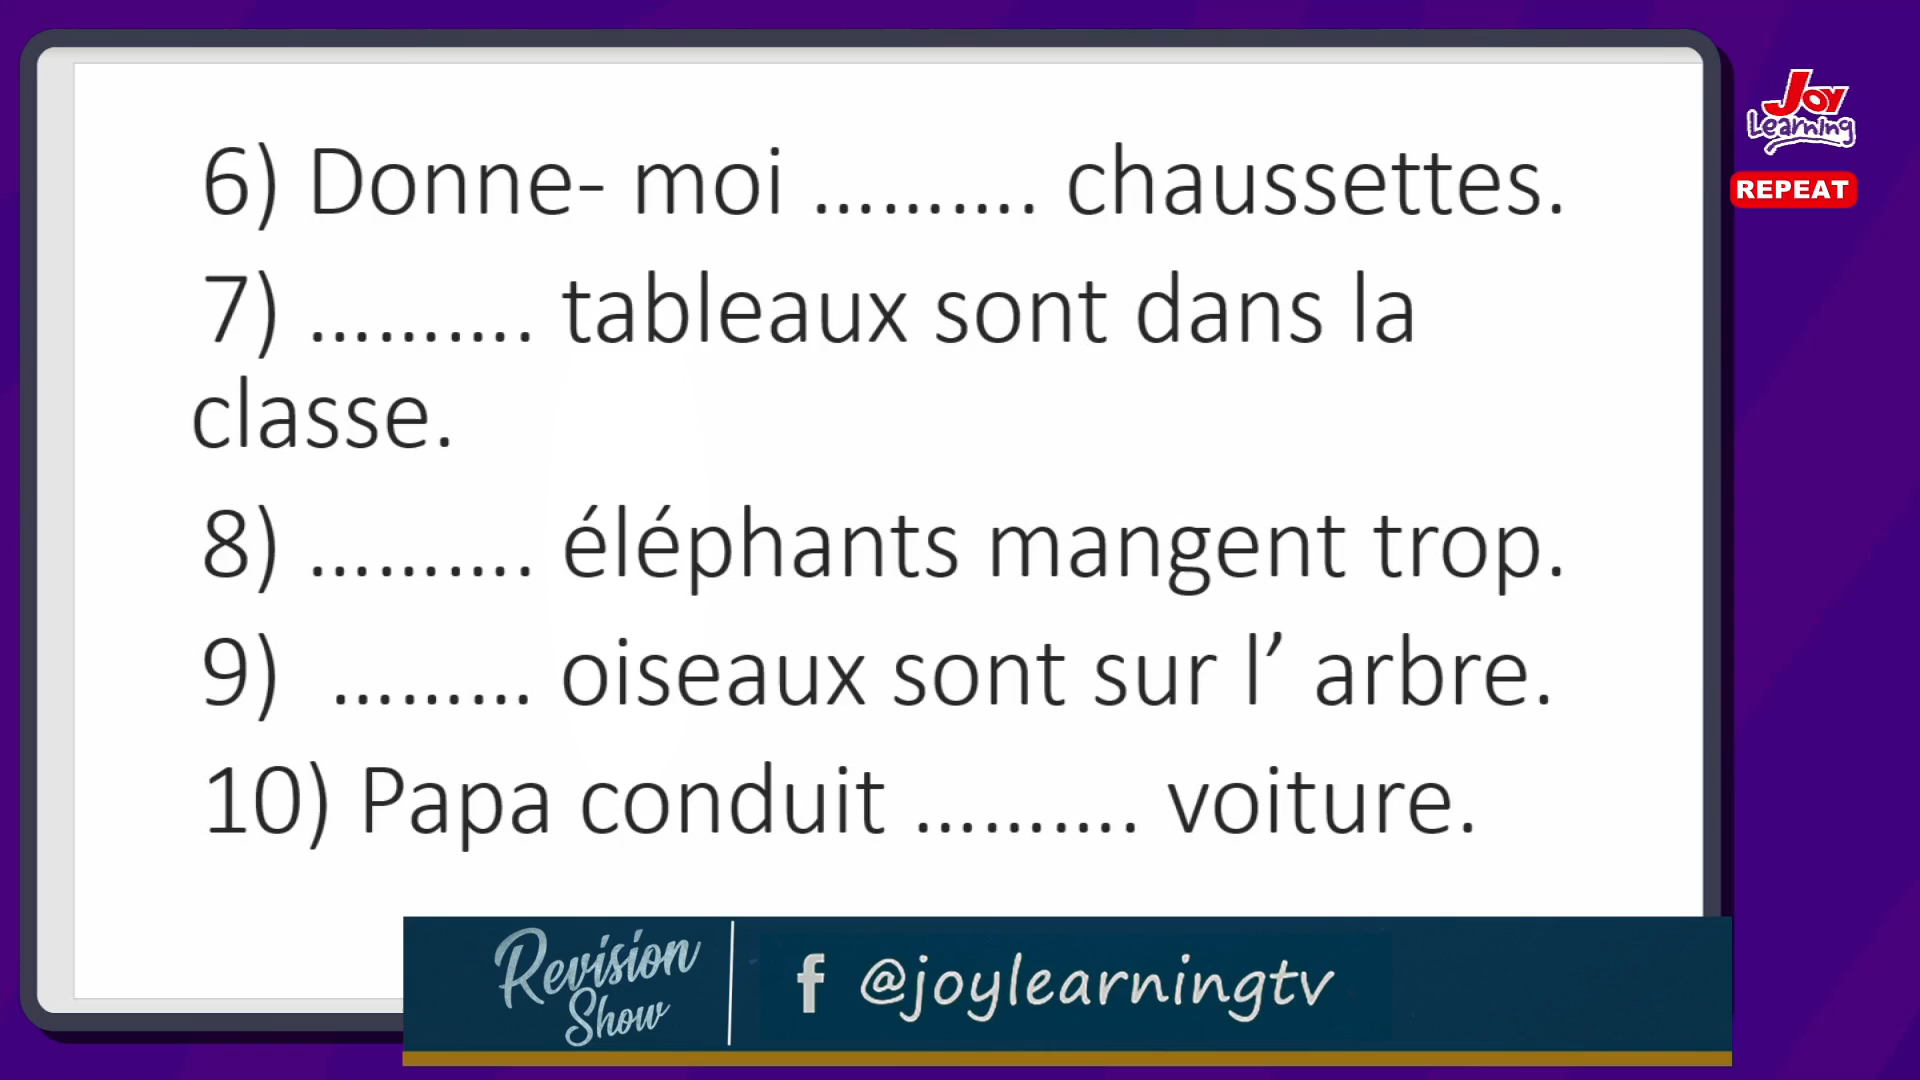 6) Donne- moi .......... chaussettes.
7) .......... tableaux sont dans la
classe.
8) .......... éléphants mangent trop.
9) ......... oiseaux sont sur l’ arbre.
10) Papa conduit .......... voiture.
Joy
Learning
REPEAT
Revision
Show
f @joylearningtv